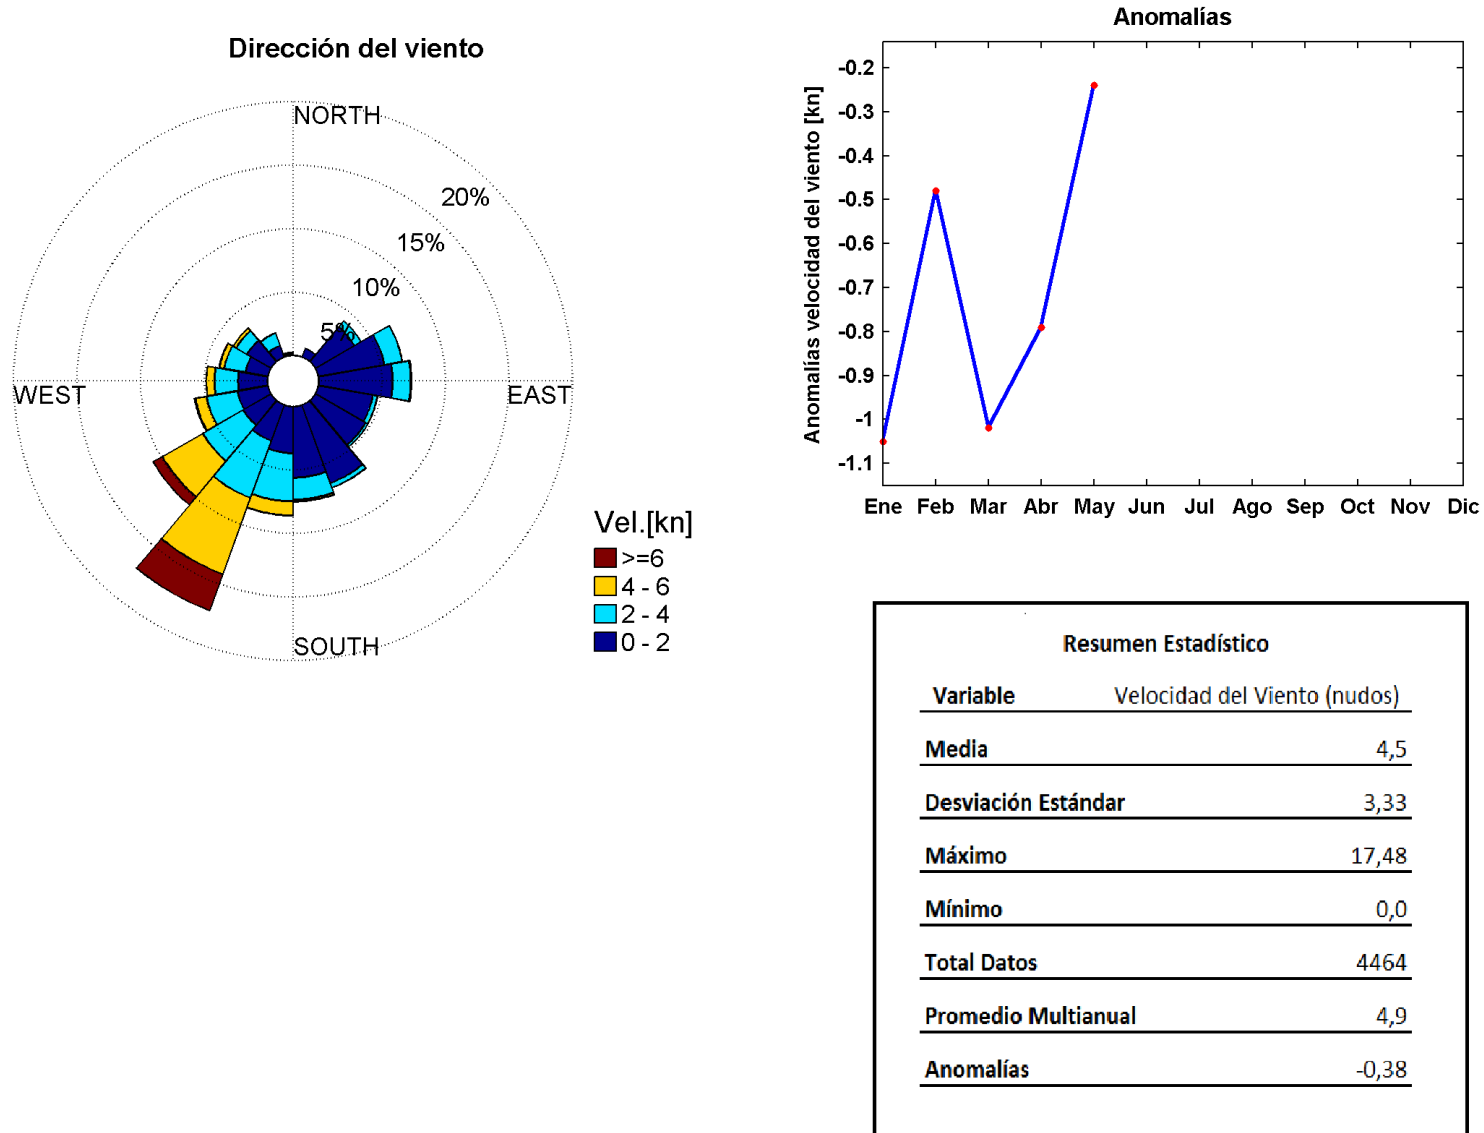 Dirección del viento
NORTH
20%
15%
10%
5%
WEST
EAST
SOUTH
Vel.[kn]
>=6
4 - 6
2 - 4
0 - 2
Anomalías
Anomalías velocidad del viento [kn]
-0.2
-0.3
-0.4
-0.5
-0.6
-0.7
-0.8
-0.9
-1
-1.1
Ene Feb Mar Abr May Jun Jul Ago Sep Oct Nov Dic
Resumen Estadístico
Variable Velocidad del Viento (nudos)
Media 4,5
Desviación Estándar 3,33
Máximo 17,48
Mínimo 0,0
Total Datos 4464
Promedio Multianual 4,9
Anomalías -0,38